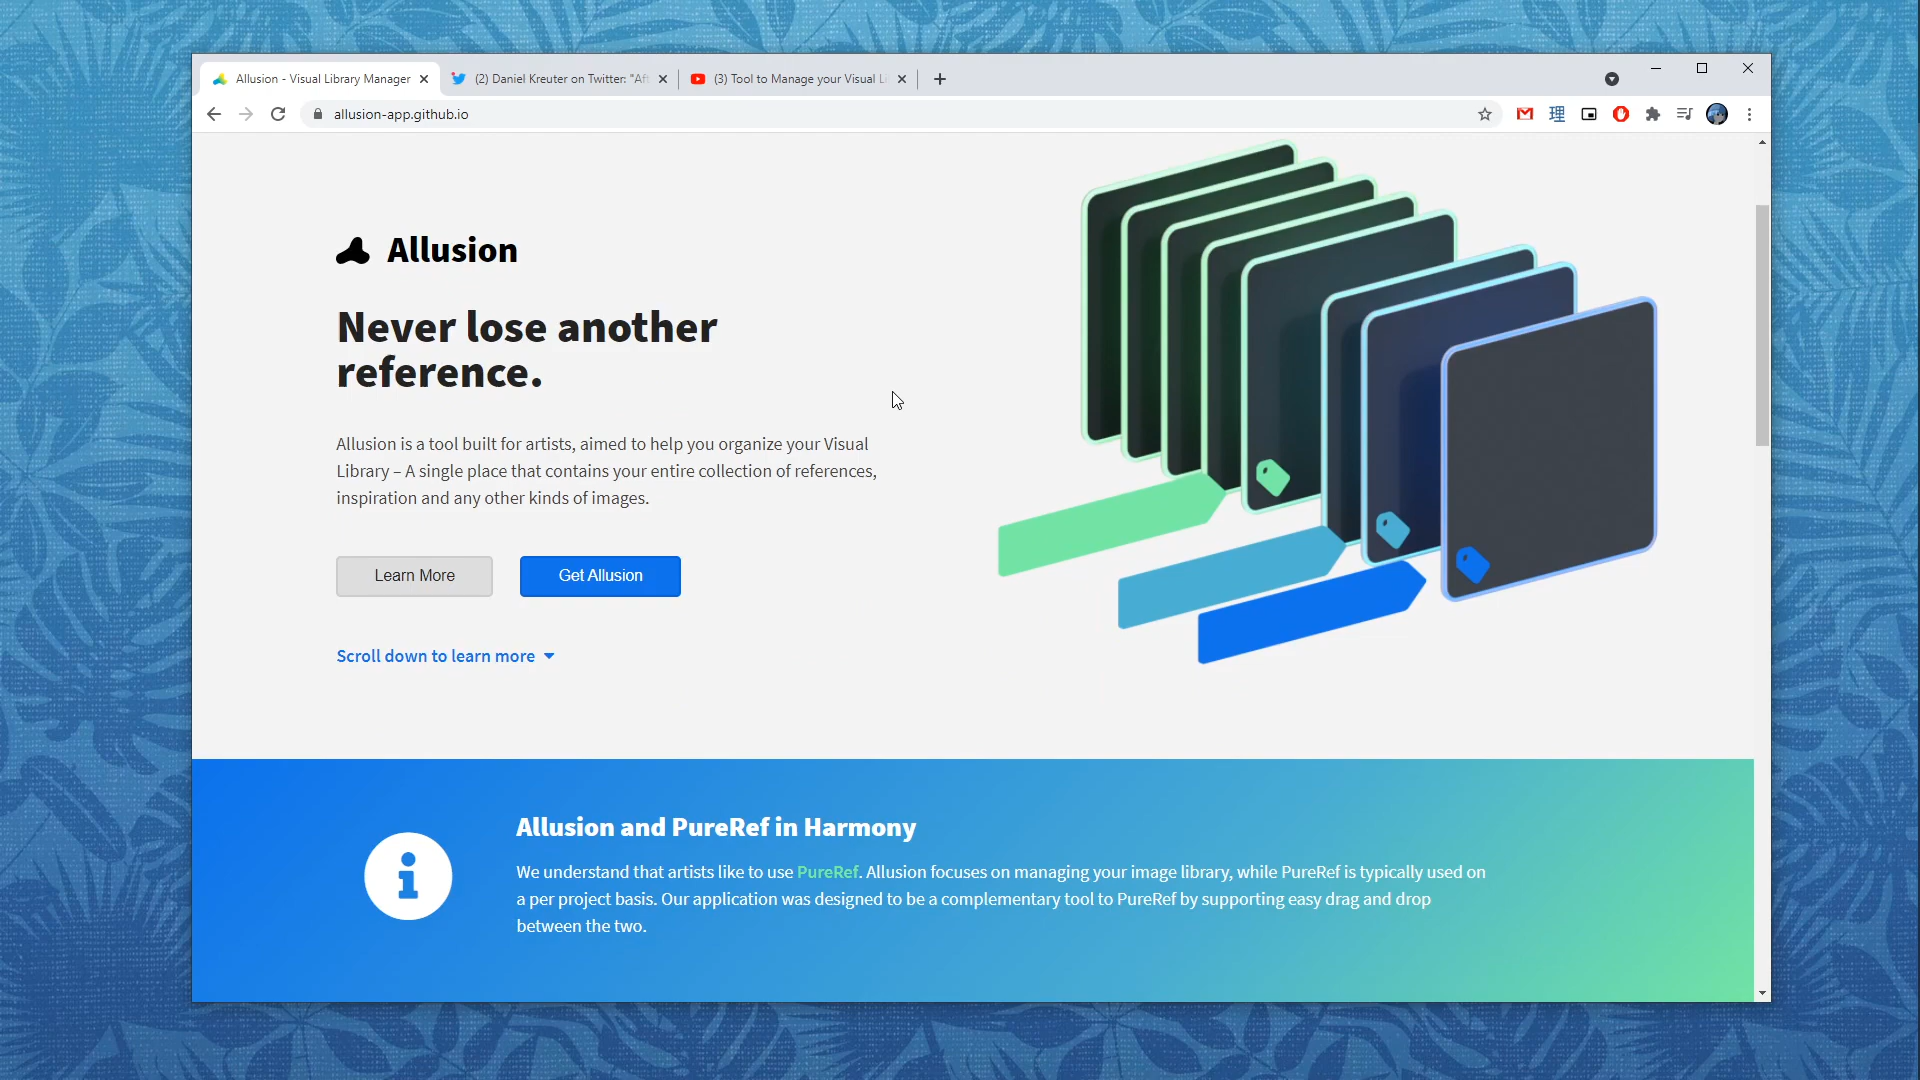 Allusion - Visual Library Manager
(2) Daniel Kreuter on Twitter: "Aft
(3) Tool to Manage your Visual Li
allusion-app.github.io
理
Allusion
Never lose another
reference.
Allusion is a tool built for artists, aimed to help you organize your Visual
Library – A single place that contains your entire collection of references,
inspiration and any other kinds of images.
Learn More
Get Allusion
Scroll down to learn more
Allusion and PureRef in Harmony
We understand that artists like to use PureRef. Allusion focuses on managing your image library, while PureRef is typically used on
a per project basis. Our application was designed to be a complementary tool to PureRef by supporting easy drag and drop
between the two.